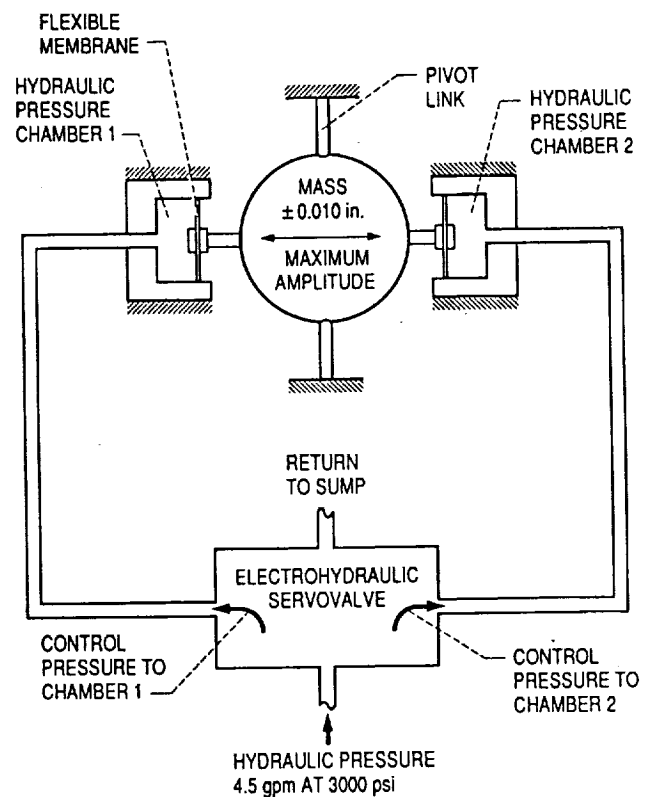 FLEXIBLE
MEMBRANE
HYDRAULIC
PRESSURE
CHAMBER 1
PIVOT
LINK
HYDRAULIC
PRESSURE
CHAMBER 2
MASS
± 0.010 in.
MAXIMUM
AMPLITUDE
RETURN
TO SUMP
ELECTROHYDRAULIC
SERVOVALVE
CONTROL
PRESSURE TO
CHAMBER 1
CONTROL
PRESSURE TO
CHAMBER 2
HYDRAULIC PRESSURE
4.5 gpm AT 3000 psi